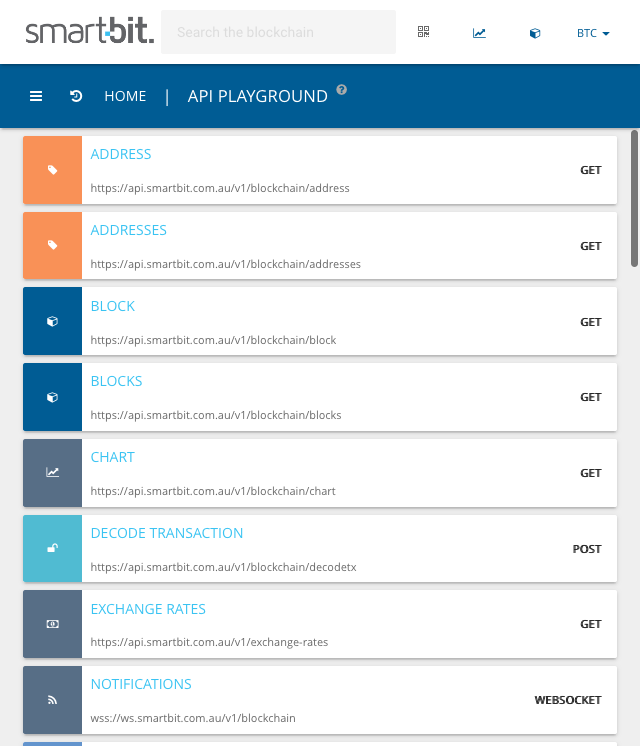 smartbit.
Search the blockchain
BTC
HOME | API PLAYGROUND ?
ADDRESS
GET
https://api.smartbit.com.au/v1/blockchain/address
ADDRESSES
GET
https://api.smartbit.com.au/v1/blockchain/addresses
BLOCK
GET
https://api.smartbit.com.au/v1/blockchain/block
BLOCKS
GET
https://api.smartbit.com.au/v1/blockchain/blocks
CHART
GET
https://api.smartbit.com.au/v1/blockchain/chart
DECODE TRANSACTION
POST
https://api.smartbit.com.au/v1/blockchain/decodetx
EXCHANGE RATES
GET
https://api.smartbit.com.au/v1/exchange-rates
NOTIFICATIONS
WEBSOCKET
wss://ws.smartbit.com.au/v1/blockchain